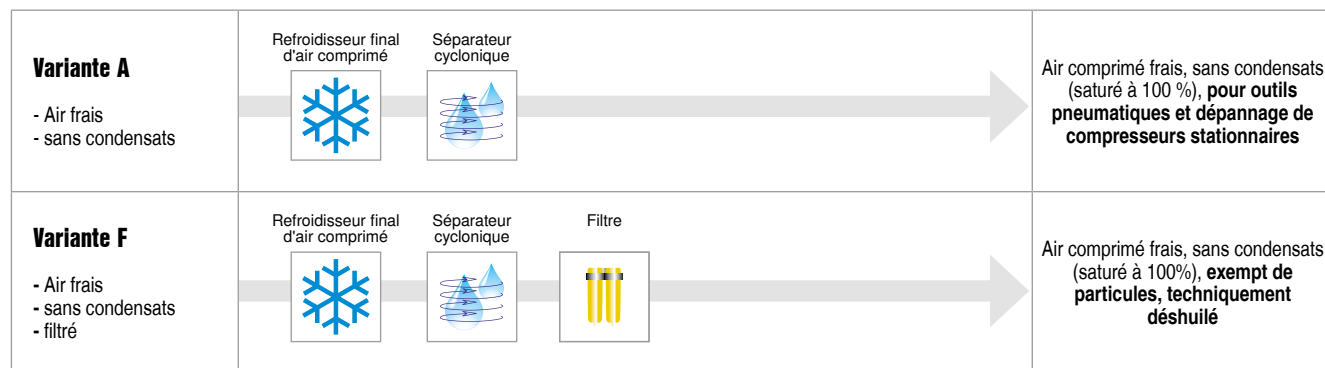 Variante A
- Air frais
- sans condensats
Refroidisseur final
d'air comprimé
Séparateur
cyclonique
Air comprimé frais, sans condensats
(saturé à 100 %), pour outils
pneumatiques et dépannage de
compresseurs stationnaires
Variante F
- Air frais
- sans condensats
- filtré
Refroidisseur final
d'air comprimé
Séparateur
cyclonique
Filtre
Air comprimé frais, sans condensats
(saturé à 100%), exempt de
particules, techniquement
déshuilé